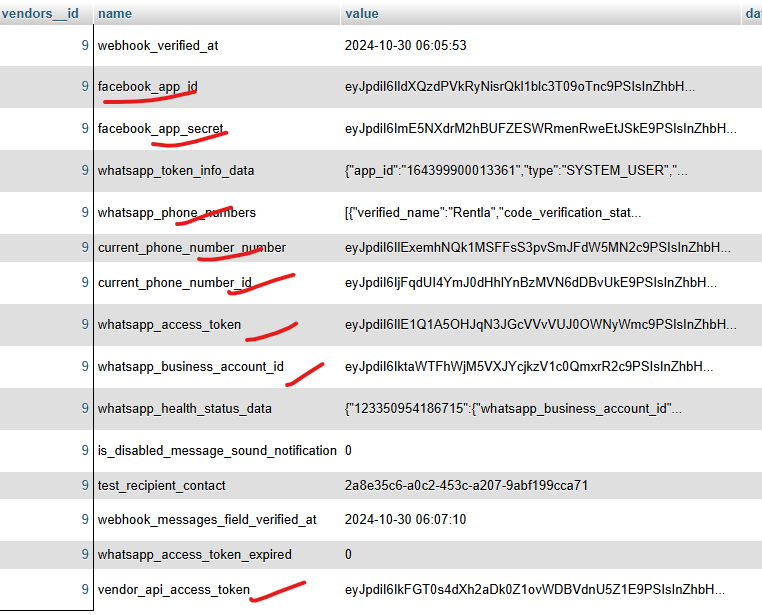 vendors__id name value dat
9 webhook_verified_at 2024-10-30 06:05:53
9 facebook_app_id eyJpdiI6IldXQzdPVkRyNisrQkl1blc3T09oTnc9PSIsInZhbH...
9 facebook_app_secret eyJpdiI6ImE5NXdrM2hBUFZESWRmenRweEtJSkE9PSIsInZhbH...
9 whatsapp_token_info_data {"app_id":"164399900013361","type":"SYSTEM_USER","...
9 whatsapp_phone_numbers [{"verified_name":"Rentla","code_verification_stat...
9 current_phone_number_number eyJpdiI6IlExemhNQk1MSFFsS3pvSmJFdW5MN2c9PSIsInZhbH...
9 current_phone_number_id eyJpdiI6IjFqdUI4YmJ0dHhlYnBzMVN6dDBvUkE9PSIsInZhbH...
9 whatsapp_access_token eyJpdiI6IlE1Q1A5OHJqN3JGcVVvVUJ0OWNyWmc9PSIsInZhbH...
9 whatsapp_business_account_id eyJpdiI6IktaWTFhWjM5VXJYcjkzV1c0QmxrR2c9PSIsInZhbH...
9 whatsapp_health_status_data {"123350954186715":{"whatsapp_business_account_id"...
9 is_disabled_message_sound_notification 0
9 test_recipient_contact 2a8e35c6-a0c2-453c-a207-9abf199cca71
9 webhook_messages_field_verified_at 2024-10-30 06:07:10
9 whatsapp_access_token_expired 0
9 vendor_api_access_token eyJpdiI6IkFGT0s4dXh2aDk0Z1ovWDBVdnU5Z1E9PSIsInZhbH...